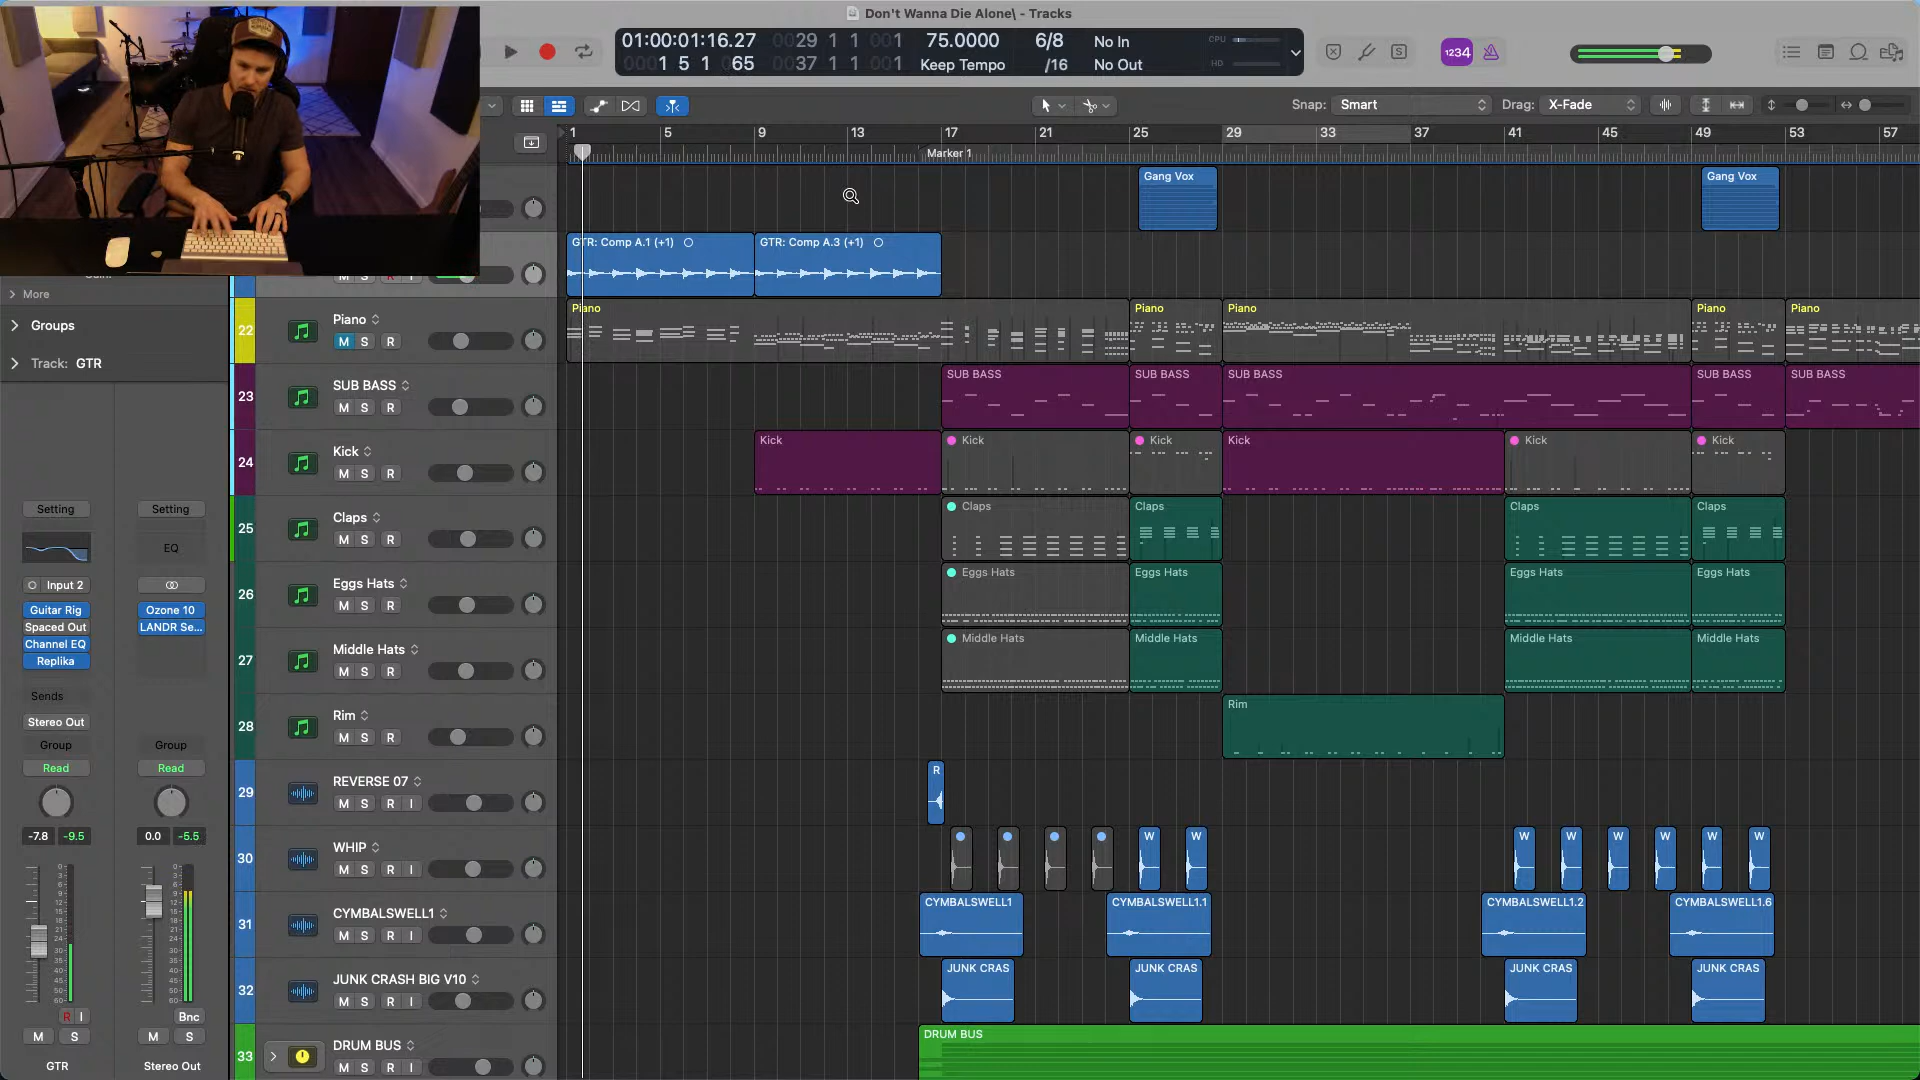 Don't Wanna Die Alone\ - Tracks
01:00:01:16.27 0029 1 1 001 75.0000 6/8 No In
0001 5 1 065 0037 1 1 001 Keep Tempo /16 No Out
CPU
HD
1234
Snap: Smart Drag: X-Fade
1 5 9 13 17 21 25 29 33 37 41 45 49 53 57
Marker 1
Gang Vox Gang Vox
GTR: Comp A.1 (+1) GTR: Comp A.3 (+1)
M S R I
More
Groups
Track: GTR
22 Piano
M S R
Piano Piano Piano Piano Piano
23 SUB BASS
M S R
SUB BASS SUB BASS SUB BASS SUB BASS SUB BASS
24 Kick
M S R
Kick Kick Kick Kick Kick Kick
25 Claps
M S R
Claps Claps Claps Claps
26 Eggs Hats
M S R
Eggs Hats Eggs Hats Eggs Hats Eggs Hats
27 Middle Hats
M S R
Middle Hats Middle Hats Middle Hats Middle Hats
28 Rim
M S R
Rim
29 REVERSE 07
M S R I
R
30 WHIP
M S R I
W W W W W W W W
31 CYMBALSWELL1
M S R I
CYMBALSWELL1 CYMBALSWELL1.1 CYMBALSWELL1.2 CYMBALSWELL1.6
32 JUNK CRASH BIG V10
M S R I
JUNK CRAS JUNK CRAS JUNK CRAS JUNK CRAS
33 DRUM BUS
M S R I
DRUM BUS
Setting Setting
EQ
Input 2
Guitar Rig Ozone 10
Spaced Out LANDR Se...
Channel EQ
Replika
Sends
Stereo Out
Group Group
Read Read
-7.8 -9.5 0.0 -5.5
R I Bnc
M S M S
GTR Stereo Out